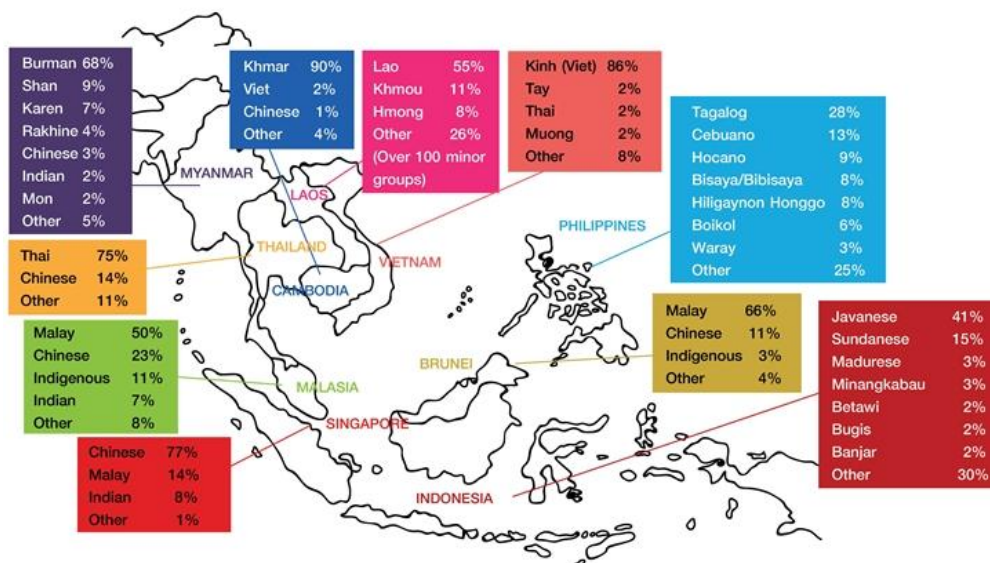 Burman 68%
Shan 9%
Karen 7%
Rakhine 4%
Chinese 3%
Indian 2%
Mon 2%
Other 5%
MYANMAR
Khmar 90%
Viet 2%
Chinese 1%
Other 4%
CAMBODIA
Lao 55%
Khmou 11%
Hmong 8%
Other 26%
(Over 100 minor
groups)
LAOS
Kinh (Viet) 86%
Tay 2%
Thai 2%
Muong 2%
Other 8%
VIETNAM
Tagalog 28%
Cebuano 13%
Hocano 9%
Bisaya/Bibisaya 8%
Hiligaynon Honggo 8%
Boikol 6%
Waray 3%
Other 25%
PHILIPPINES
Thai 75%
Chinese 14%
Other 11%
THAILAND
Malay 50%
Chinese 23%
Indigenous 11%
Indian 7%
Other 8%
MALASIA
Malay 66%
Chinese 11%
Indigenous 3%
Other 4%
BRUNEI
Chinese 77%
Malay 14%
Indian 8%
Other 1%
SINGAPORE
Javanese 41%
Sundanese 15%
Madurese 3%
Minangkabau 3%
Betawi 2%
Bugis 2%
Banjar 2%
Other 30%
INDONESIA